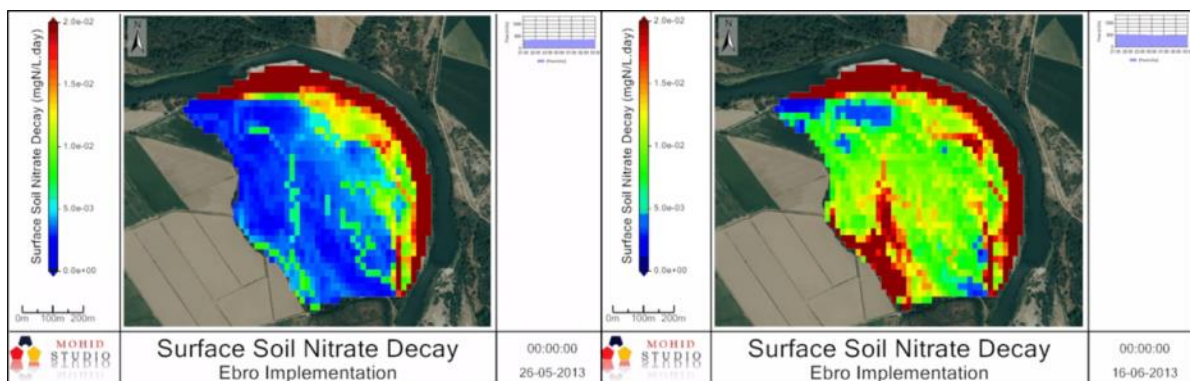 N
Surface Soil Nitrate Decay (mgN/L.day)
2.0e-02
1.5e-02
1.0e-02
5.0e-03
0.0e+00
0m 100m 200m
MOHID
STUDIO
Surface Soil Nitrate Decay
Ebro Implementation
00:00:00
26-05-2013
N
Surface Soil Nitrate Decay (mgN/L.day)
2.0e-02
1.5e-02
1.0e-02
5.0e-03
0.0e+00
0m 100m 200m
MOHID
STUDIO
Surface Soil Nitrate Decay
Ebro Implementation
00:00:00
16-06-2013